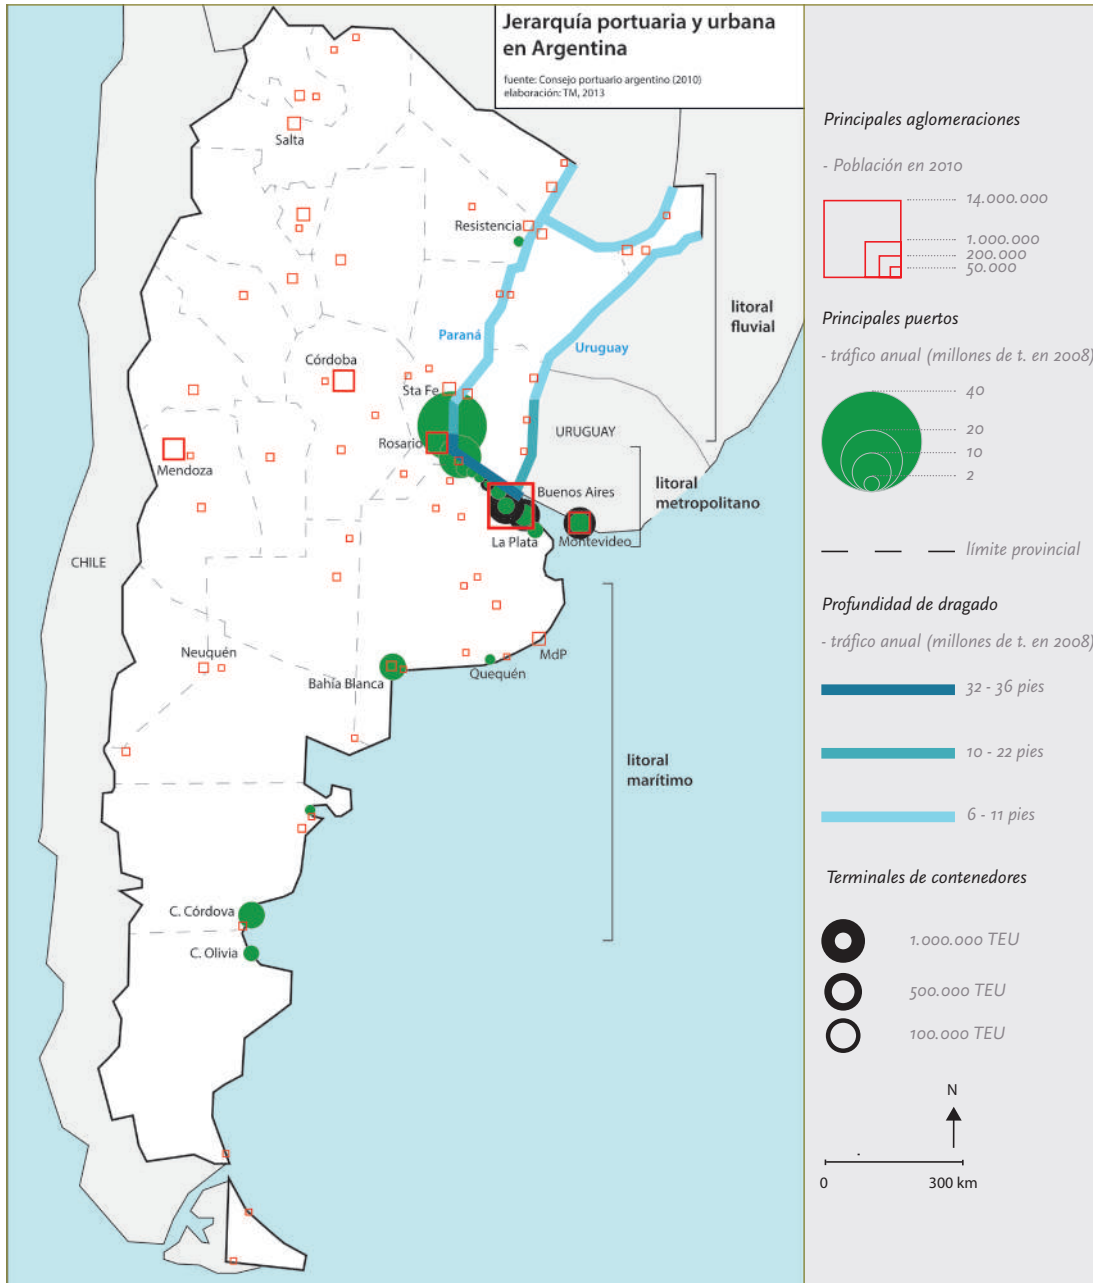 Jerarquía portuaria y urbana
en Argentina
fuente: Consejo portuario argentino (2010)
elaboración: TM, 2013
Salta
Resistencia
Paraná
Uruguay
litoral
fluvial
Córdoba
Sta Fe
Rosario
URUGUAY
Mendoza
Buenos Aires
litoral
metropolitano
La Plata
Montevideo
CHILE
Neuquén
MdP
Bahía Blanca
Quequén
litoral
marítimo
C. Córdova
C. Olivia
Principales aglomeraciones
- Población en 2010
14.000.000
1.000.000
200.000
50.000
Principales puertos
- tráfico anual (millones de t. en 2008)
40
20
10
2
límite provincial
Profundidad de dragado
- tráfico anual (millones de t. en 2008)
32 - 36 pies
10 - 22 pies
6 - 11 pies
Terminales de contenedores
1.000.000 TEU
500.000 TEU
100.000 TEU
N
0 300 km